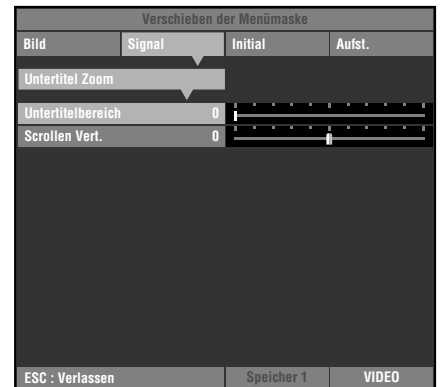 Verschieben der Menümaske
Bild Signal Initial Aufst.
Untertitel Zoom
Untertitelbereich 0
Scrollen Vert. 0
ESC : Verlassen Speicher 1 VIDEO